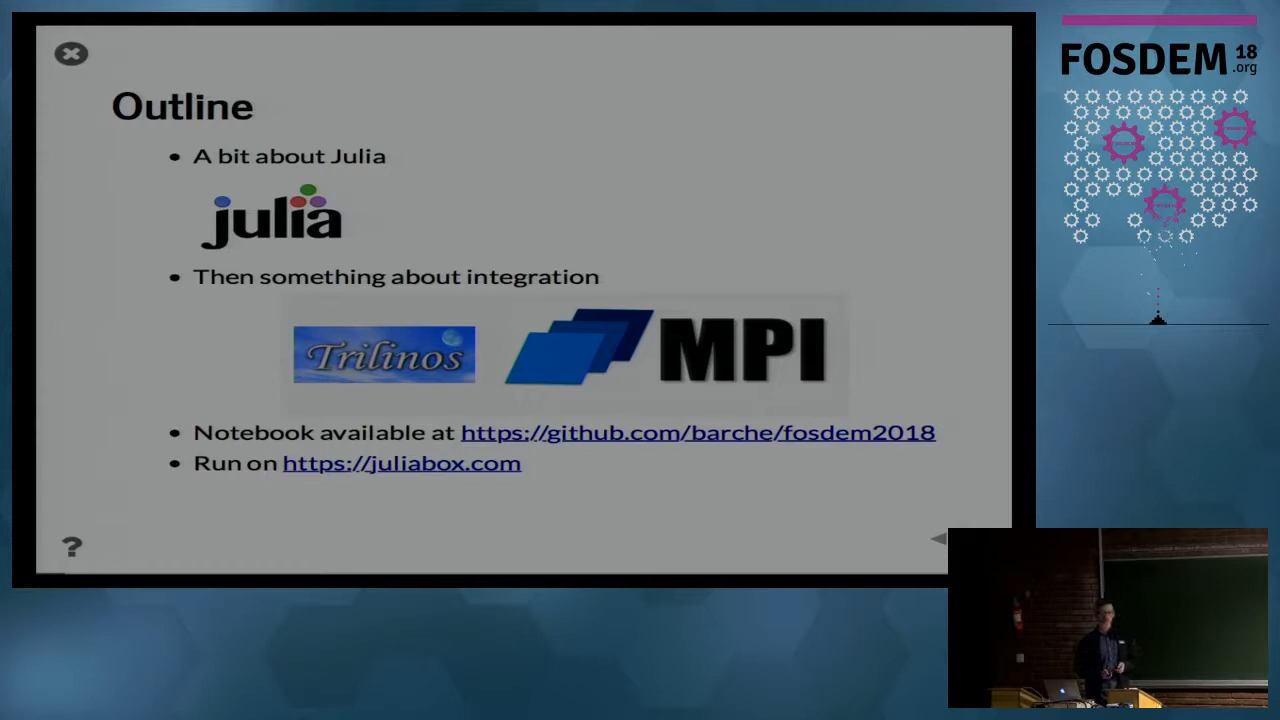 Outline
• A bit about Julia
julia
• Then something about integration
Trilinos
MPI
• Notebook available at https://github.com/barche/fosdem2018
• Run on https://juliabox.com
?
FOSDEM 18
.org